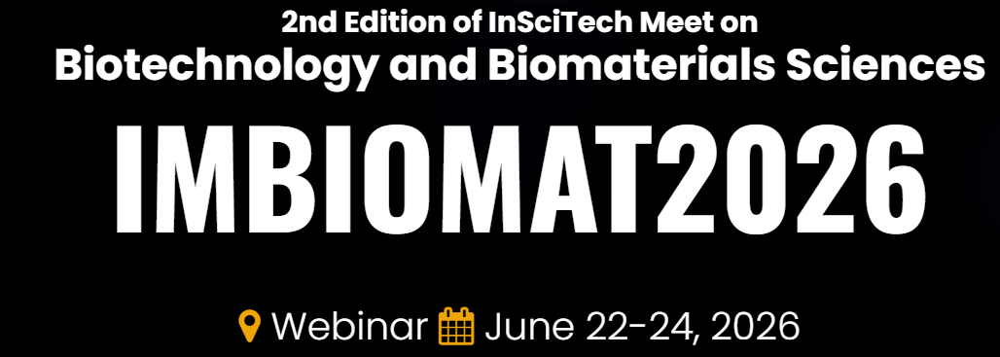 2nd Edition of InSciTech Meet on
Biotechnology and Biomaterials Sciences
IMBIOMAT2026
Webinar June 22-24, 2026